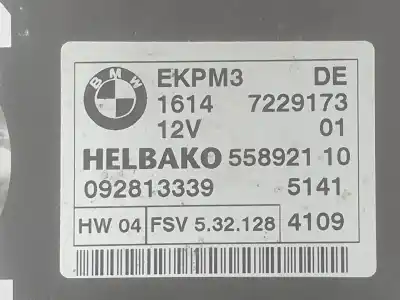 BMW
EKPM3 DE
1614 7229173
12V 01
HELBAKO 558921 10
092813339 5141
HW 04 FSV 5.32.128 4109